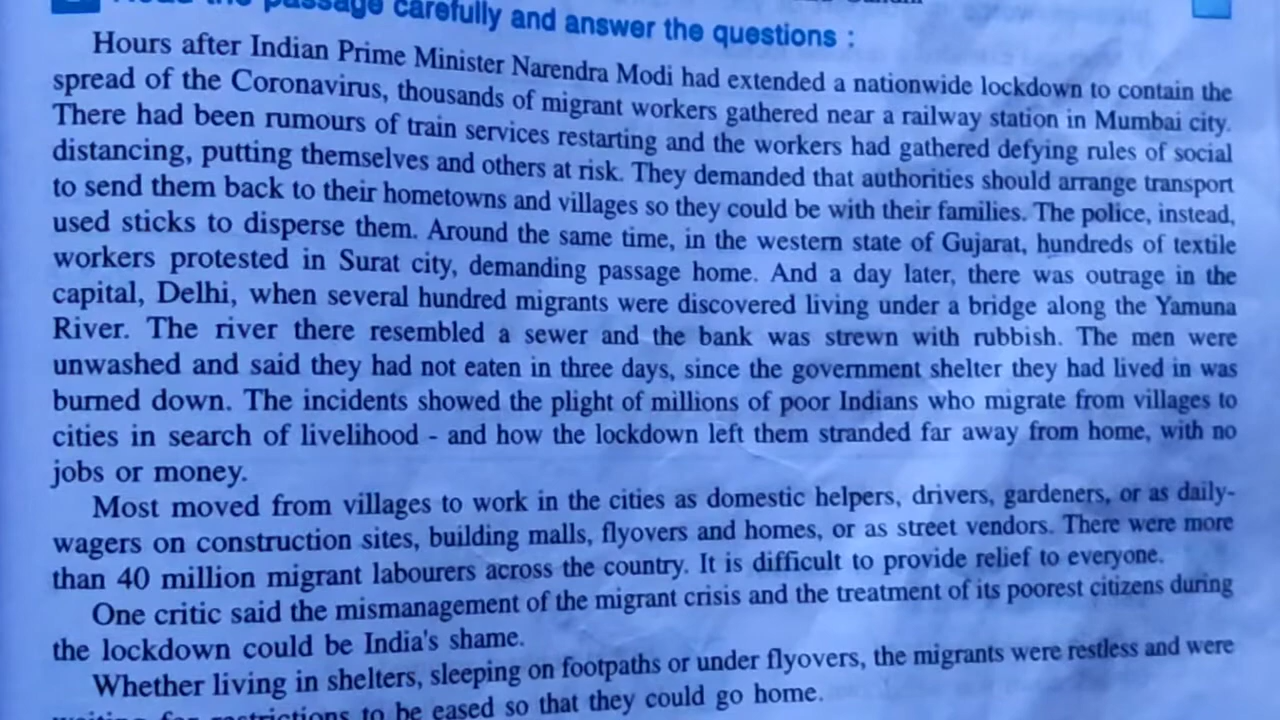 passage carefully and answer the questions :
Hours after Indian Prime Minister Narendra Modi had extended a nationwide lockdown to contain the
spread of the Coronavirus, thousands of migrant workers gathered near a railway station in Mumbai city.
There had been rumours of train services restarting and the workers had gathered defying rules of social
distancing, putting themselves and others at risk. They demanded that authorities should arrange transport
to send them back to their hometowns and villages so they could be with their families. The police, instead,
used sticks to disperse them. Around the same time, in the western state of Gujarat, hundreds of textile
workers protested in Surat city, demanding passage home. And a day later, there was outrage in the
capital, Delhi, when several hundred migrants were discovered living under a bridge along the Yamuna
River. The river there resembled a sewer and the bank was strewn with rubbish. The men were
unwashed and said they had not eaten in three days, since the government shelter they had lived in was
burned down. The incidents showed the plight of millions of poor Indians who migrate from villages to
cities in search of livelihood - and how the lockdown left them stranded far away from home, with no
jobs or money.
Most moved from villages to work in the cities as domestic helpers, drivers, gardeners, or as daily-
wagers on construction sites, building malls, flyovers and homes, or as street vendors. There were more
than 40 million migrant labourers across the country. It is difficult to provide relief to everyone.
One critic said the mismanagement of the migrant crisis and the treatment of its poorest citizens during
the lockdown could be India's shame.
Whether living in shelters, sleeping on footpaths or under flyovers, the migrants were restless and were
restrictions to be eased so that they could go home.